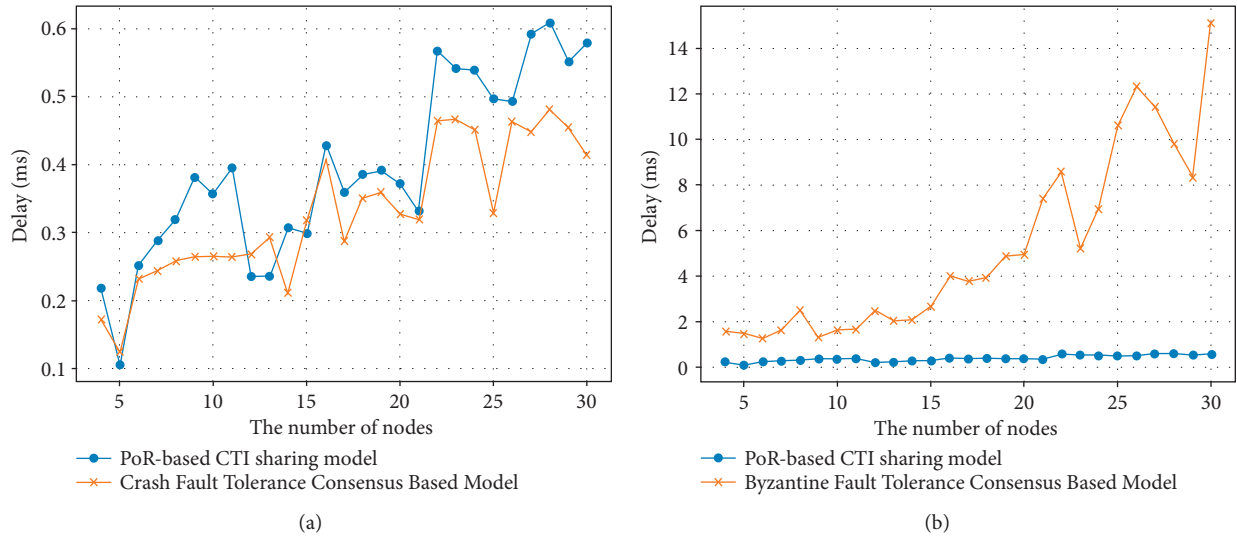 0.6
0.5
0.4
0.3
0.2
0.1
Delay (ms)
5 10 15 20 25 30
The number of nodes
PoR-based CTI sharing model
Crash Fault Tolerance Consensus Based Model
(a)
14
12
10
8
6
4
2
0
Delay (ms)
5 10 15 20 25 30
The number of nodes
PoR-based CTI sharing model
Byzantine Fault Tolerance Consensus Based Model
(b)